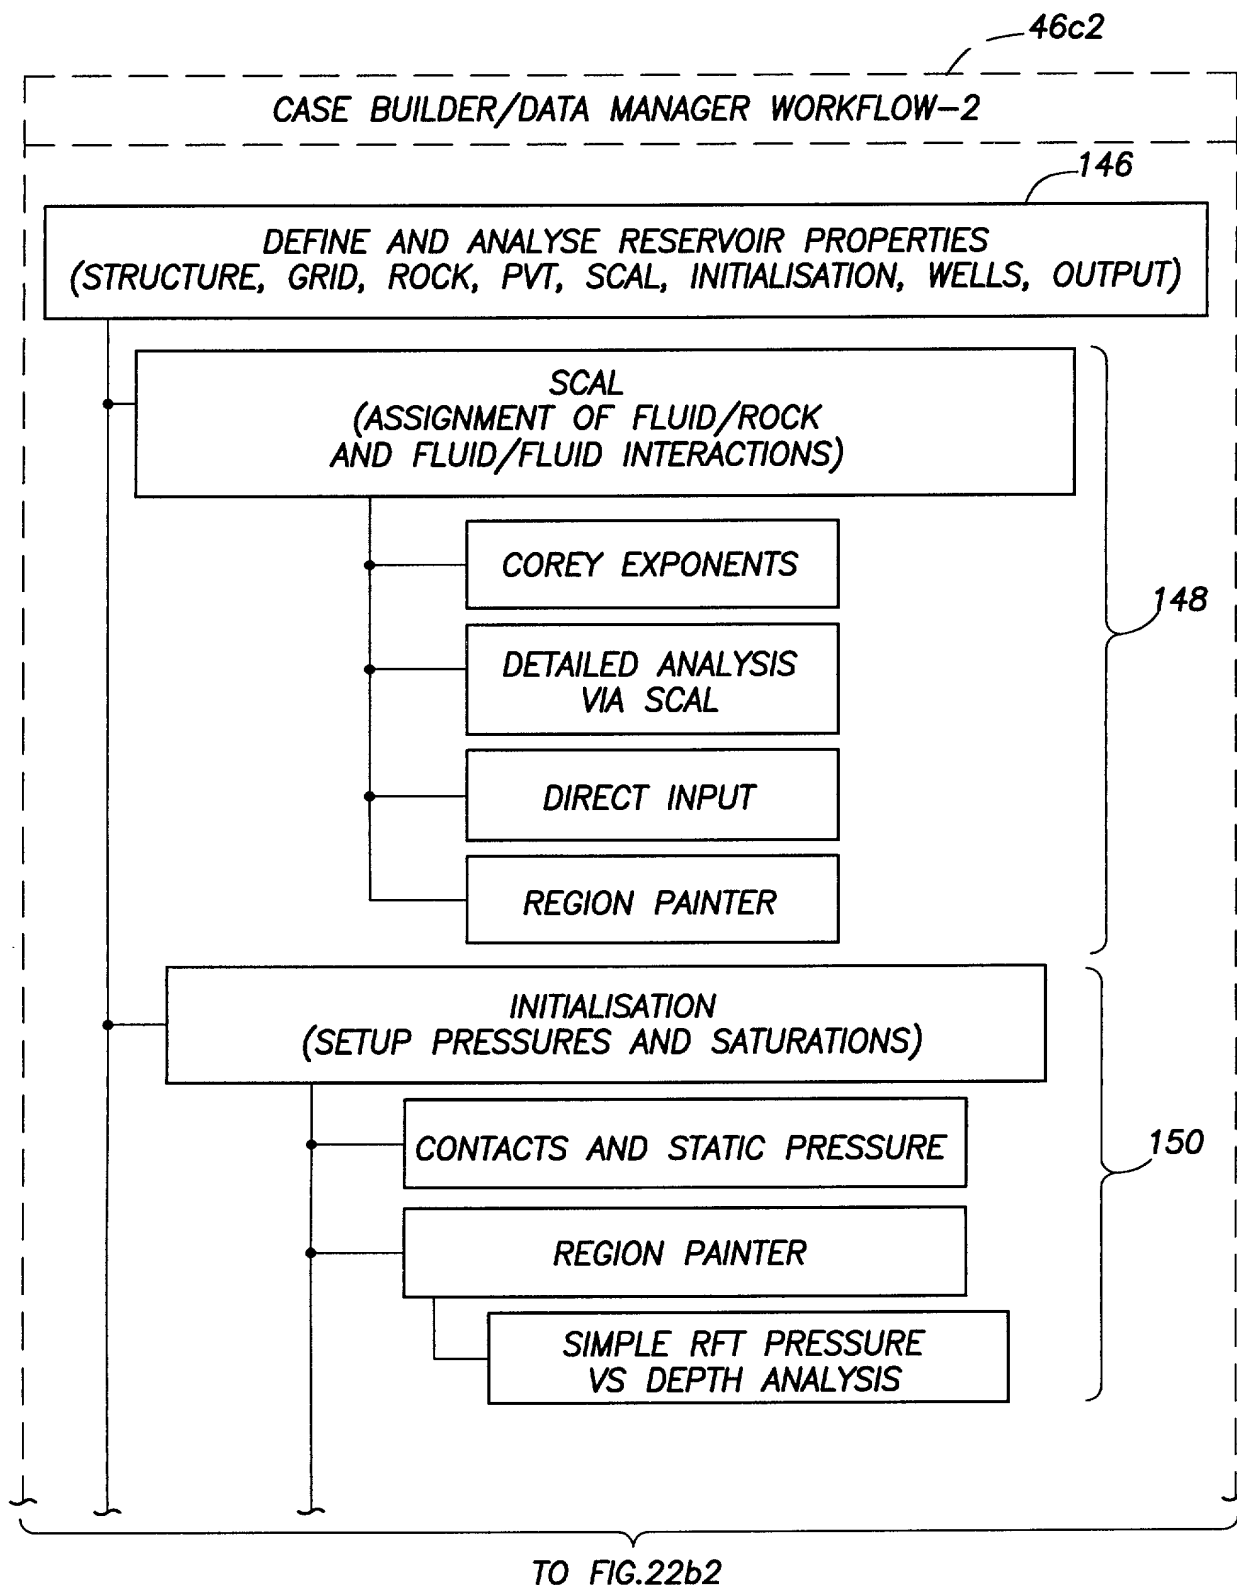 46c2
CASE BUILDER/DATA MANAGER WORKFLOW-2
146
DEFINE AND ANALYSE RESERVOIR PROPERTIES
(STRUCTURE, GRID, ROCK, PVT, SCAL, INITIALISATION, WELLS, OUTPUT)
SCAL
(ASSIGNMENT OF FLUID/ROCK
AND FLUID/FLUID INTERACTIONS)
COREY EXPONENTS
DETAILED ANALYSIS
VIA SCAL
DIRECT INPUT
REGION PAINTER
148
INITIALISATION
(SETUP PRESSURES AND SATURATIONS)
CONTACTS AND STATIC PRESSURE
REGION PAINTER
SIMPLE RFT PRESSURE
VS DEPTH ANALYSIS
150
TO FIG.22b2